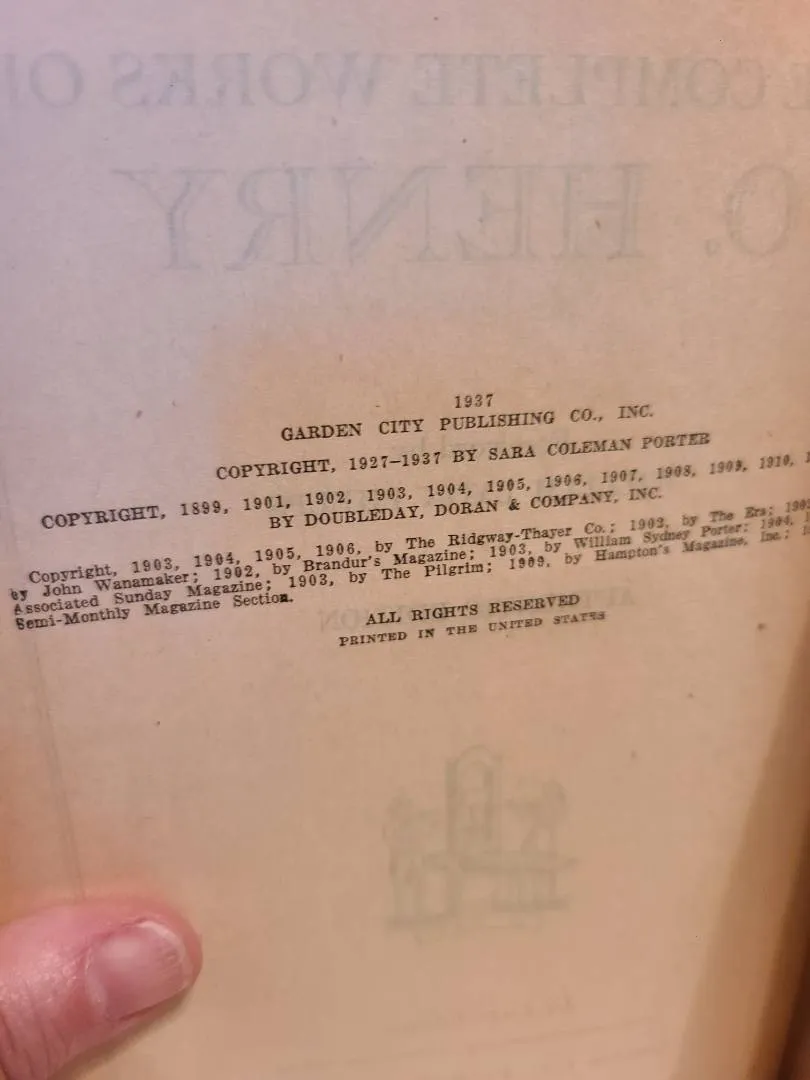 1937
GARDEN CITY PUBLISHING CO., INC.
COPYRIGHT, 1927–1937 BY SARA COLEMAN PORTER
COPYRIGHT, 1899, 1901, 1902, 1903, 1904, 1905, 1906, 1907, 1908, 1909, 1910,
BY DOUBLEDAY, DORAN & COMPANY, INC.
Copyright, 1903, 1904, 1905, 1906, by The Ridgway-Thayer Co.; 1902, by The Era;
by John Wanamaker; 1902, by Brandur's Magazine; 1903, by William Sydney Porter; 1904,
Associated Sunday Magazine; 1903, by The Pilgrim; 1909, by Hampton's Magazine, Inc.;
Semi-Monthly Magazine Section.
ALL RIGHTS RESERVED
PRINTED IN THE UNITED STATES
COMPLETE WORKS
O. HENRY